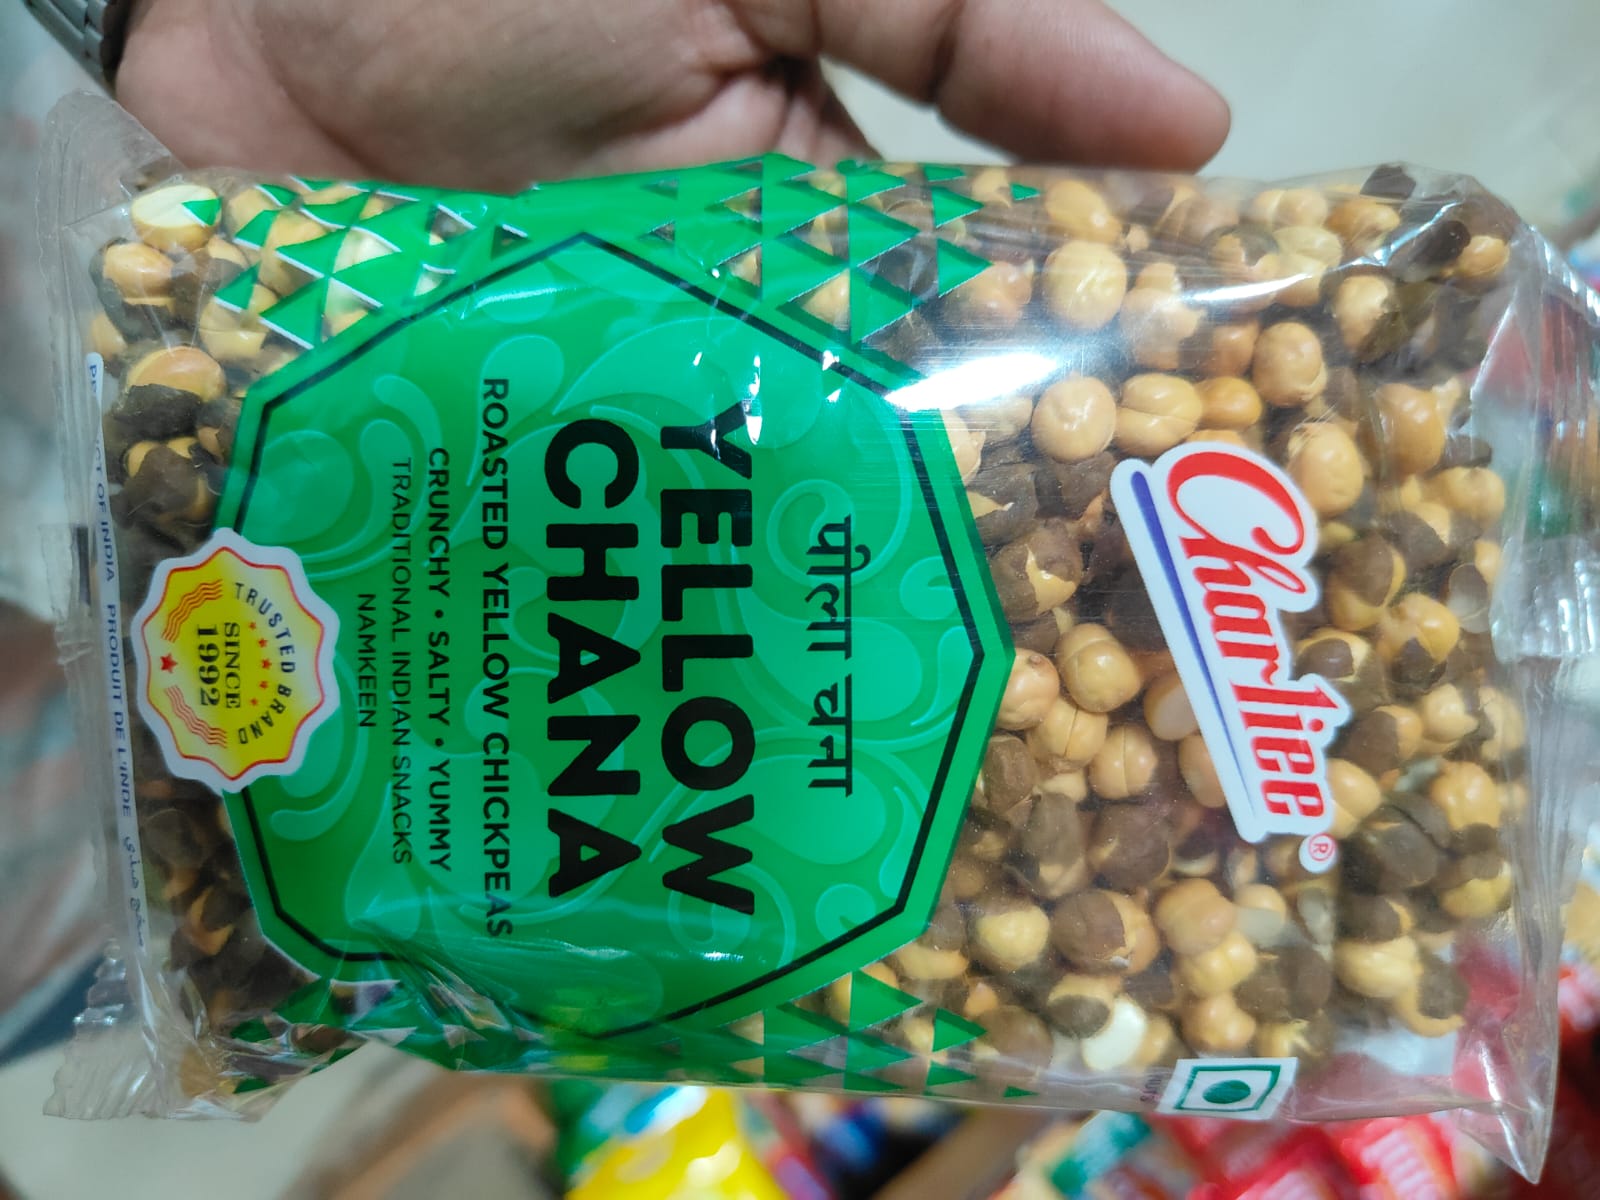 Charliee®
पीला चना
YELLOW
CHANA
ROASTED YELLOW CHICKPEAS
CRUNCHY • SALTY • YUMMY
TRADITIONAL INDIAN SNACKS
NAMKEEN
TRUSTED BRAND
SINCE
1992
OF INDIA PRODUIT DE L'INDE